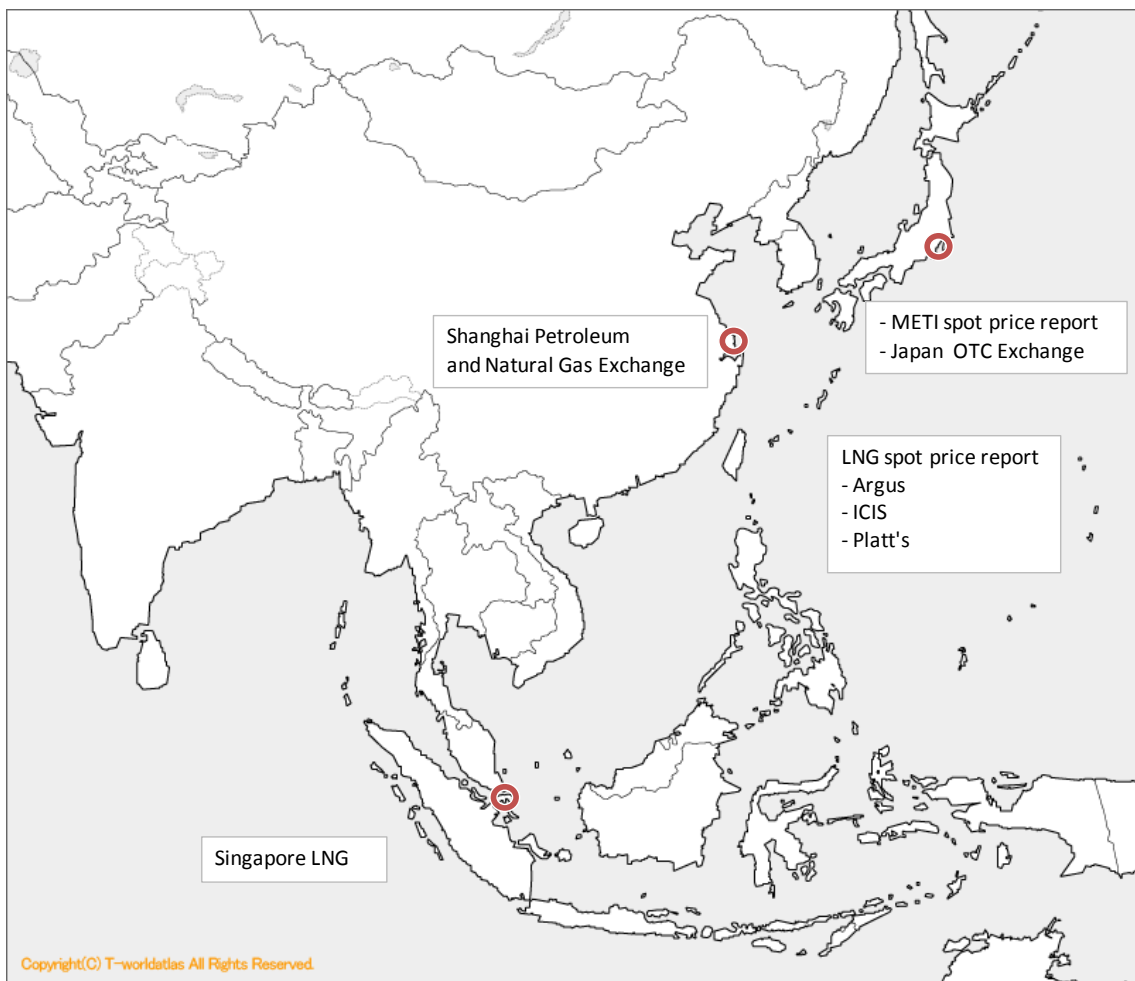 Shanghai Petroleum
and Natural Gas Exchange
- METI spot price report
- Japan OTC Exchange
LNG spot price report
- Argus
- ICIS
- Platt's
Singapore LNG
Copyright(C) T-worldatlas All Rights Reserved.